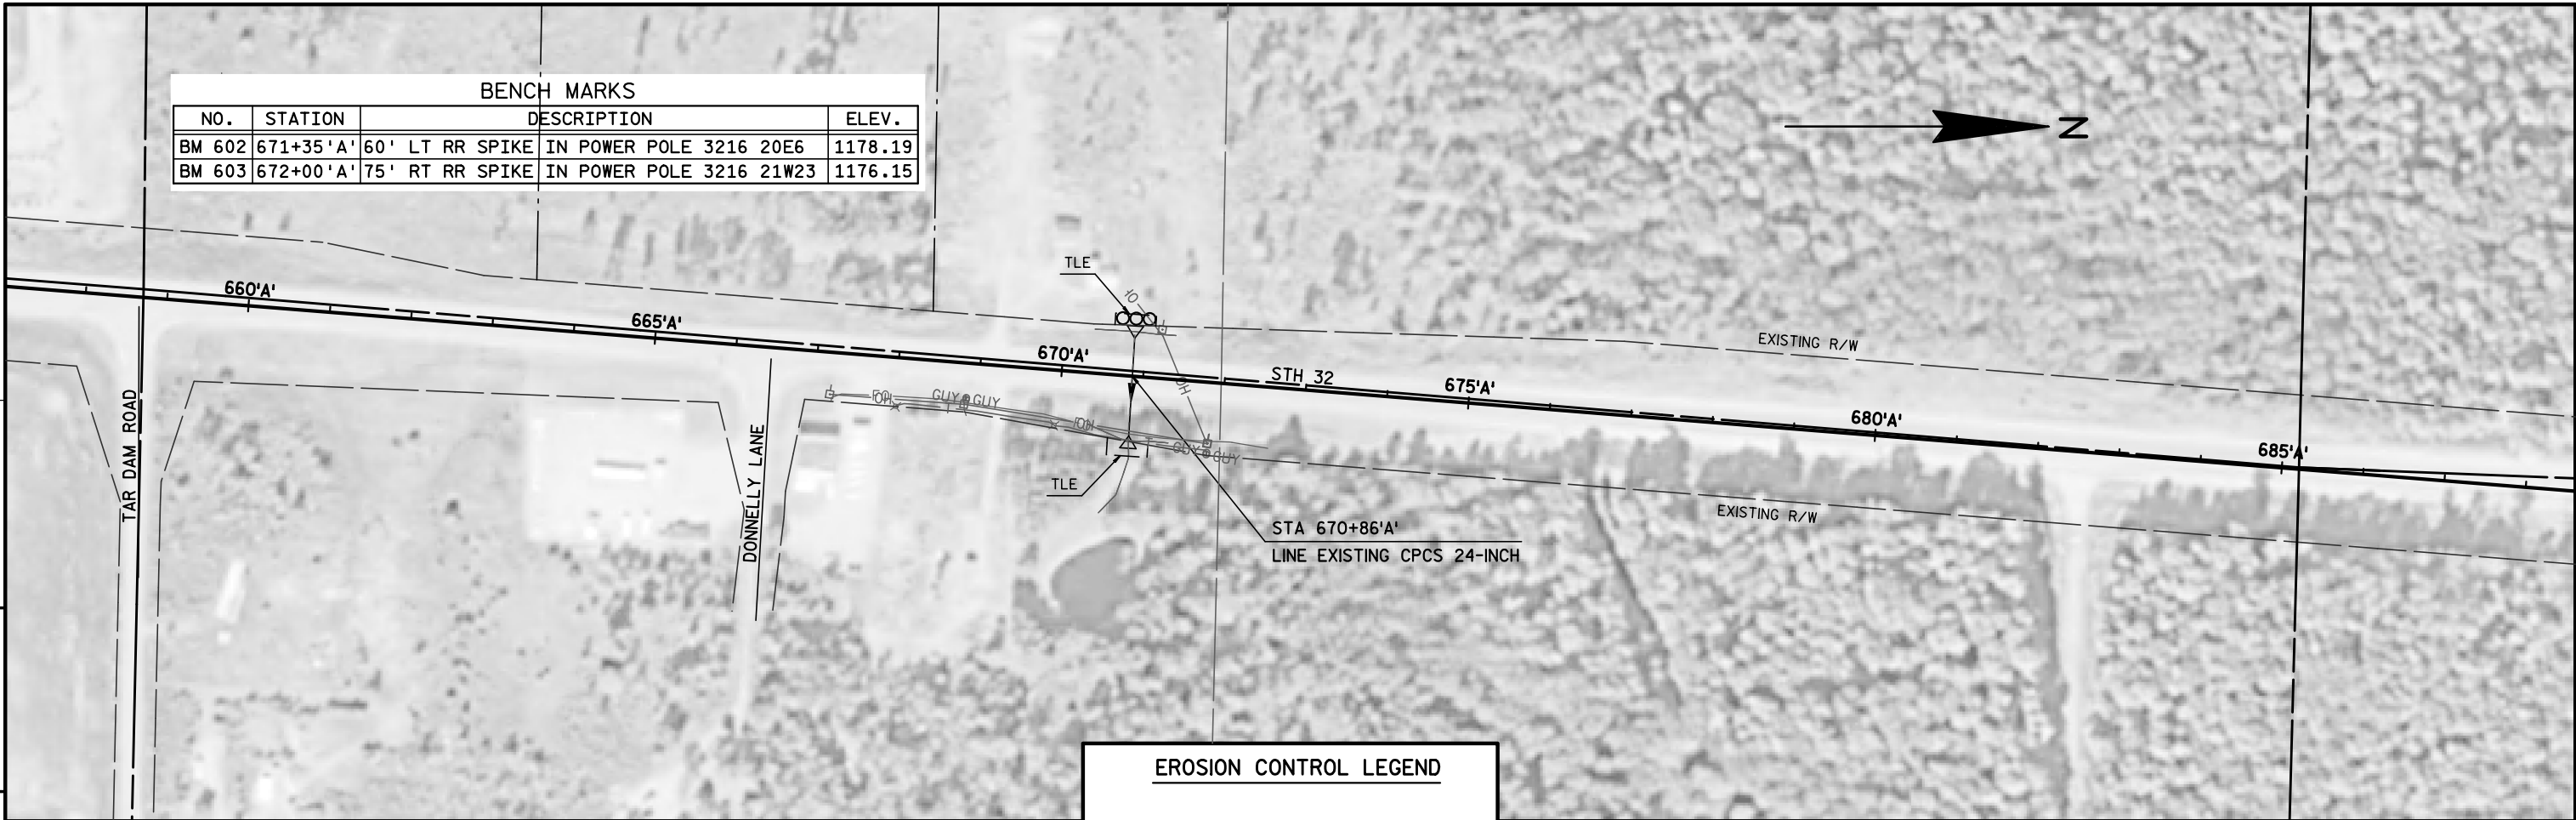 BENCH MARKS
NO. STATION DESCRIPTION ELEV.
BM 602 671+35'A' 60' LT RR SPIKE IN POWER POLE 3216 20E6 1178.19
BM 603 672+00'A' 75' RT RR SPIKE IN POWER POLE 3216 21W23 1176.15
N
TLE
660'A'
665'A'
670'A'
STH 32
675'A'
680'A'
685'A'
EXISTING R/W
OH
GUY GUY
OH
GUY GUY
TLE
EXISTING R/W
TAR DAM ROAD
DONNELLY LANE
STA 670+86'A'
LINE EXISTING CPCS 24-INCH
EROSION CONTROL LEGEND